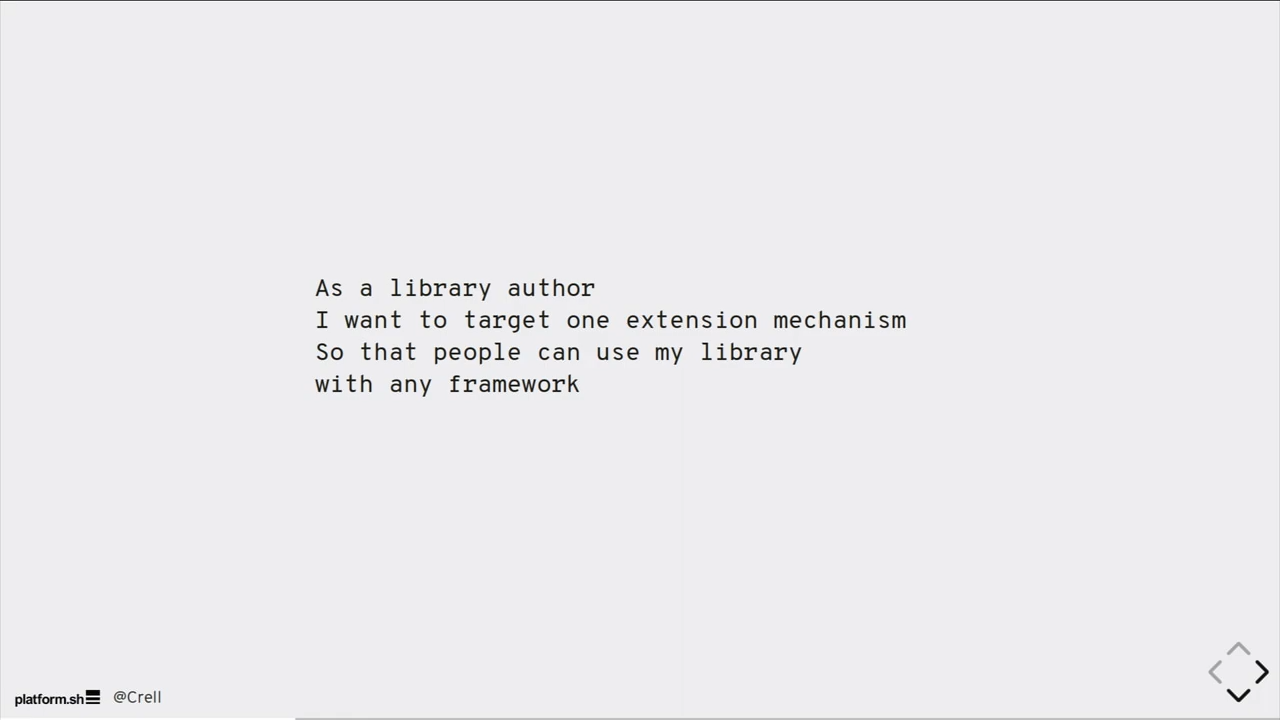 As a library author
I want to target one extension mechanism
So that people can use my library
with any framework
platform.sh @Crell